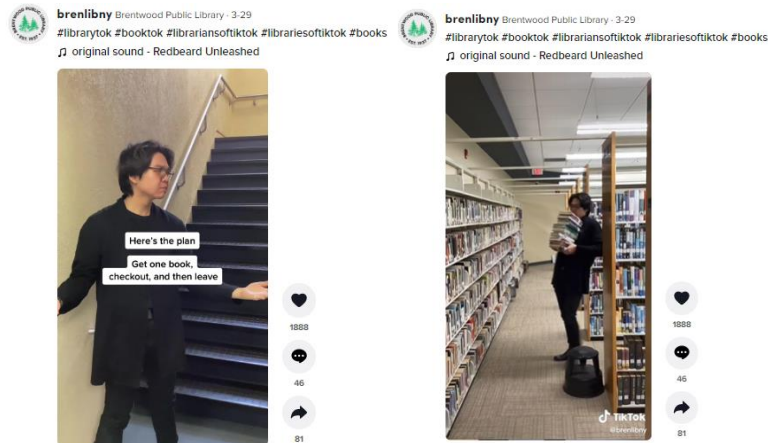 brenlibny Brentwood Public Library · 3-29
#librarytok #booktok #librariansoftiktok #librariesoftiktok #books
♫ original sound - Redbeard Unleashed
Here's the plan
Get one book,
checkout, and then leave
1888
46
81
brenlibny Brentwood Public Library · 3-29
#librarytok #booktok #librariansoftiktok #librariesoftiktok #books
♫ original sound - Redbeard Unleashed
1888
46
81
TikTok
@brenlibny